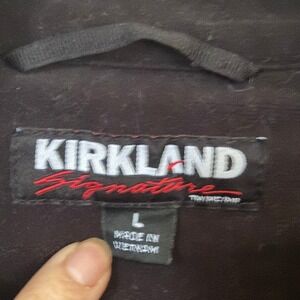 KIRKLAND
Signature
L
MADE IN
VIETNAM